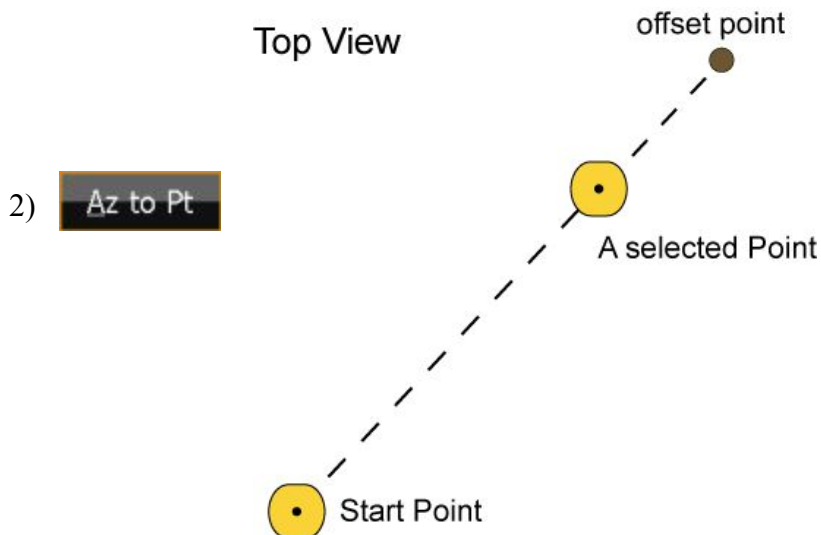 offset point
Top View
2) Az to Pt
A selected Point
Start Point